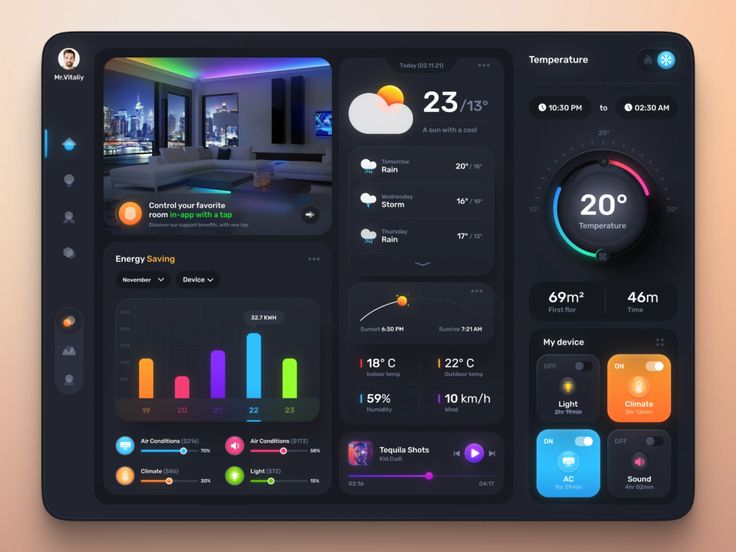 Mr.Vitaliy
Control your favorite
room in-app with a tap
Discover our support benefits, with one tap
Energy Saving
November
Device
32.7 KWH
19
20
21
22
23
Air Conditions ($216)
70%
Air Conditions ($173)
58%
Climate ($86)
30%
Light ($72)
15%
Today (02.11.21)
23/13°
A sun with a cool
Tomorrow
Rain
20° / 18°
Wednesday
Storm
16° / 10°
Thursday
Rain
17° / 13°
Sunset 6:30 PM
Sunrise 7:21 AM
18° C
Indoor temp
22° C
Outdoor temp
59%
Humidity
10 km/h
Wind
Tequila Shots
Kid Cudi
02:16
04:17
Temperature
10:30 PM
to
02:30 AM
20°
10°
30°
20°
Temperature
69m²
First flor
46m
Time
My device
OFF
Light
2hr 19min
ON
Climate
3hr 13min
ON
AC
9hr 29min
OFF
Sound
4hr 02min